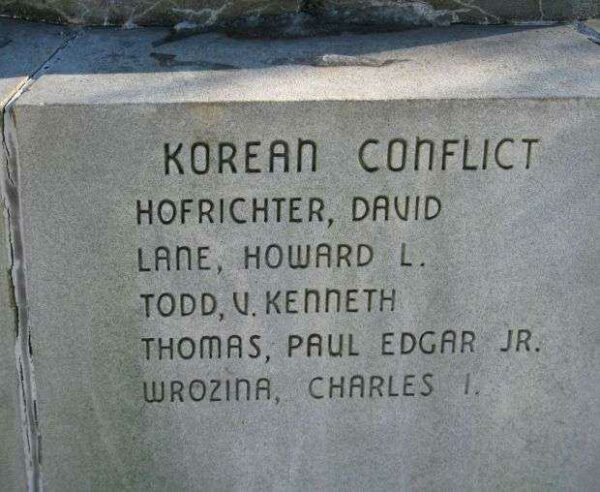 KOREAN CONFLICT
HOFRICHTER, DAVID
LANE, HOWARD L.
TODD, V. KENNETH
THOMAS, PAUL EDGAR JR.
WROZINA, CHARLES I.